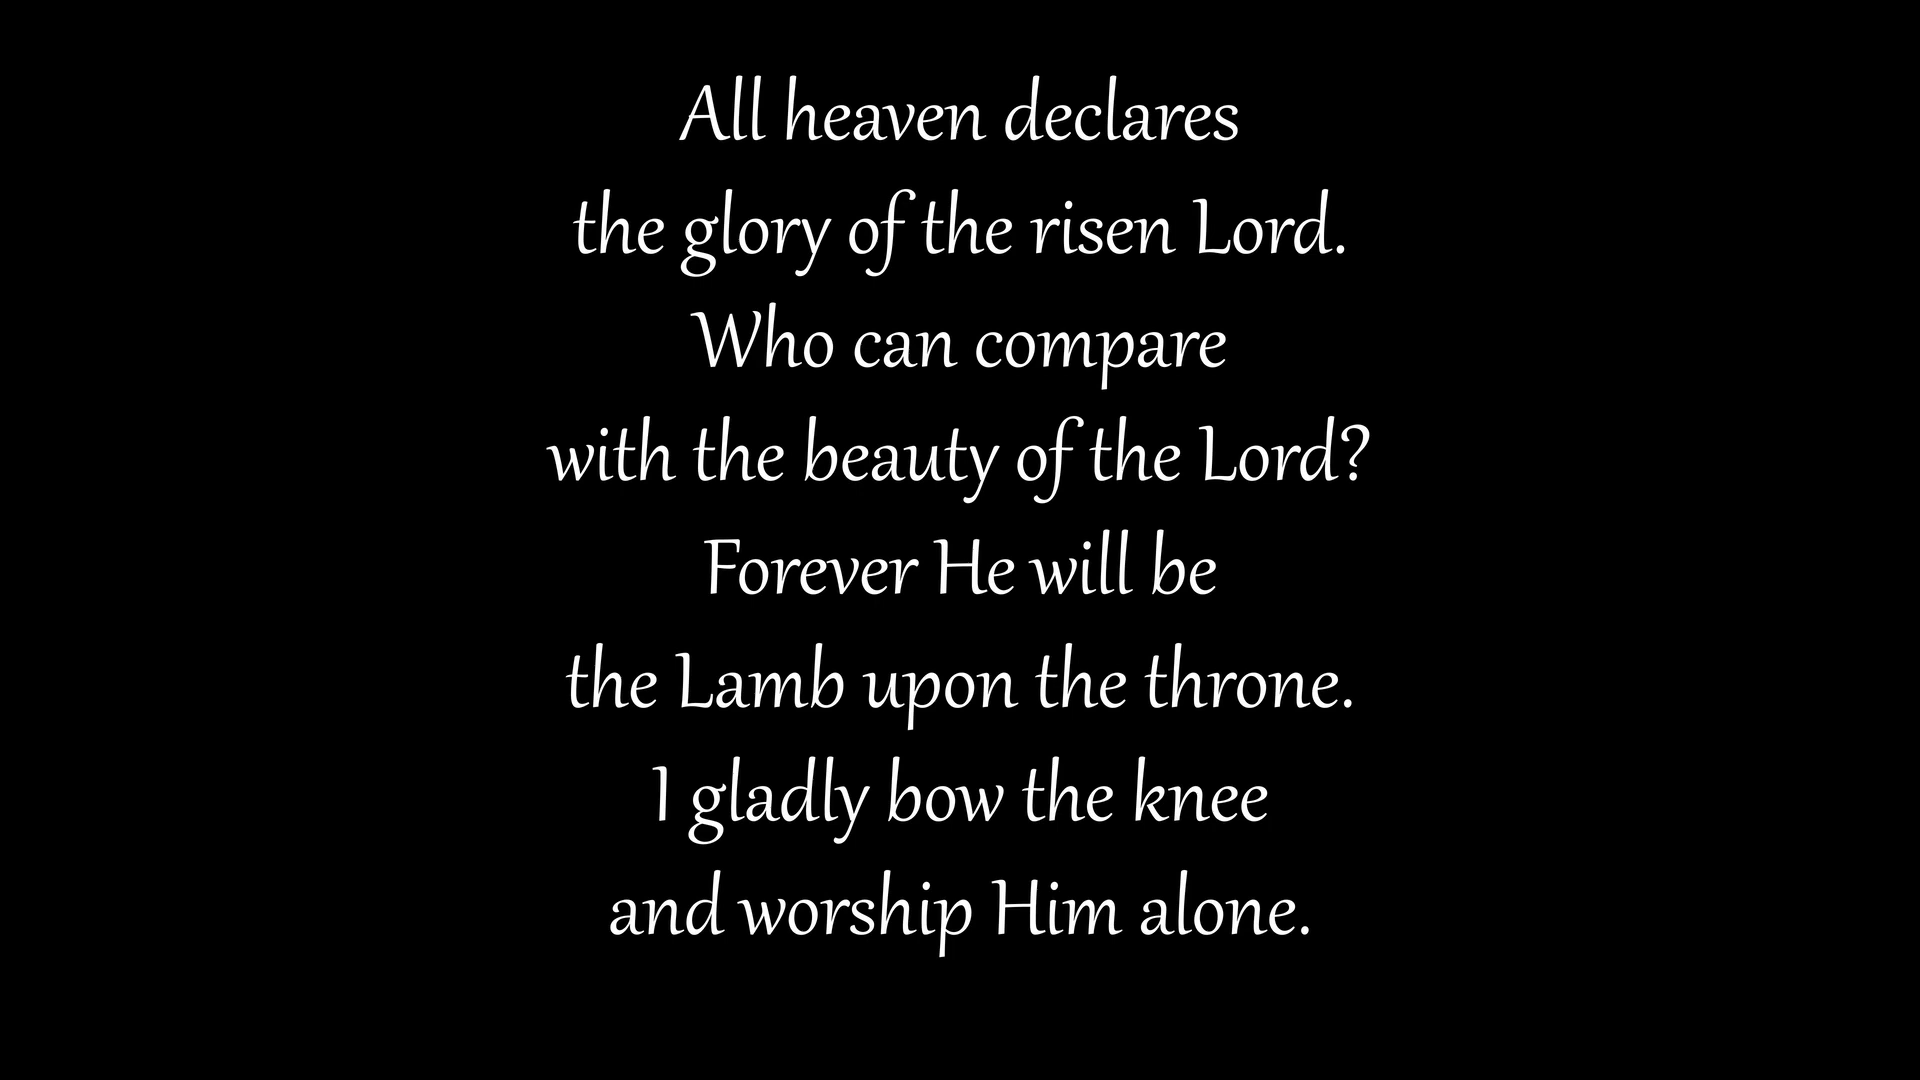 All heaven declares
the glory of the risen Lord.
Who can compare
with the beauty of the Lord?
Forever He will be
the Lamb upon the throne.
I gladly bow the knee
and worship Him alone.